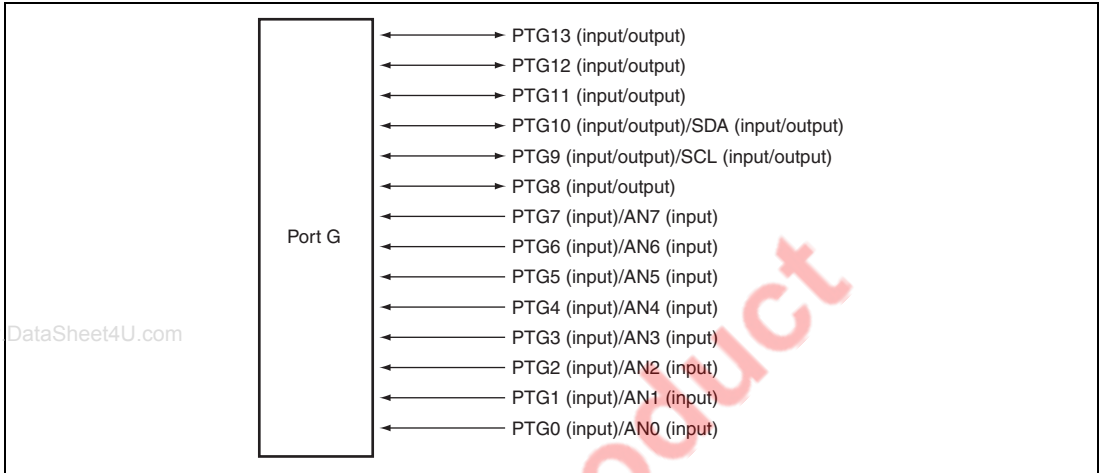 PTG13 (input/output)
PTG12 (input/output)
PTG11 (input/output)
PTG10 (input/output)/SDA (input/output)
PTG9 (input/output)/SCL (input/output)
PTG8 (input/output)
PTG7 (input)/AN7 (input)
Port G
PTG6 (input)/AN6 (input)
PTG5 (input)/AN5 (input)
PTG4 (input)/AN4 (input)
DataSheet4U.com
PTG3 (input)/AN3 (input)
PTG2 (input)/AN2 (input)
PTG1 (input)/AN1 (input)
PTG0 (input)/AN0 (input)
oduct